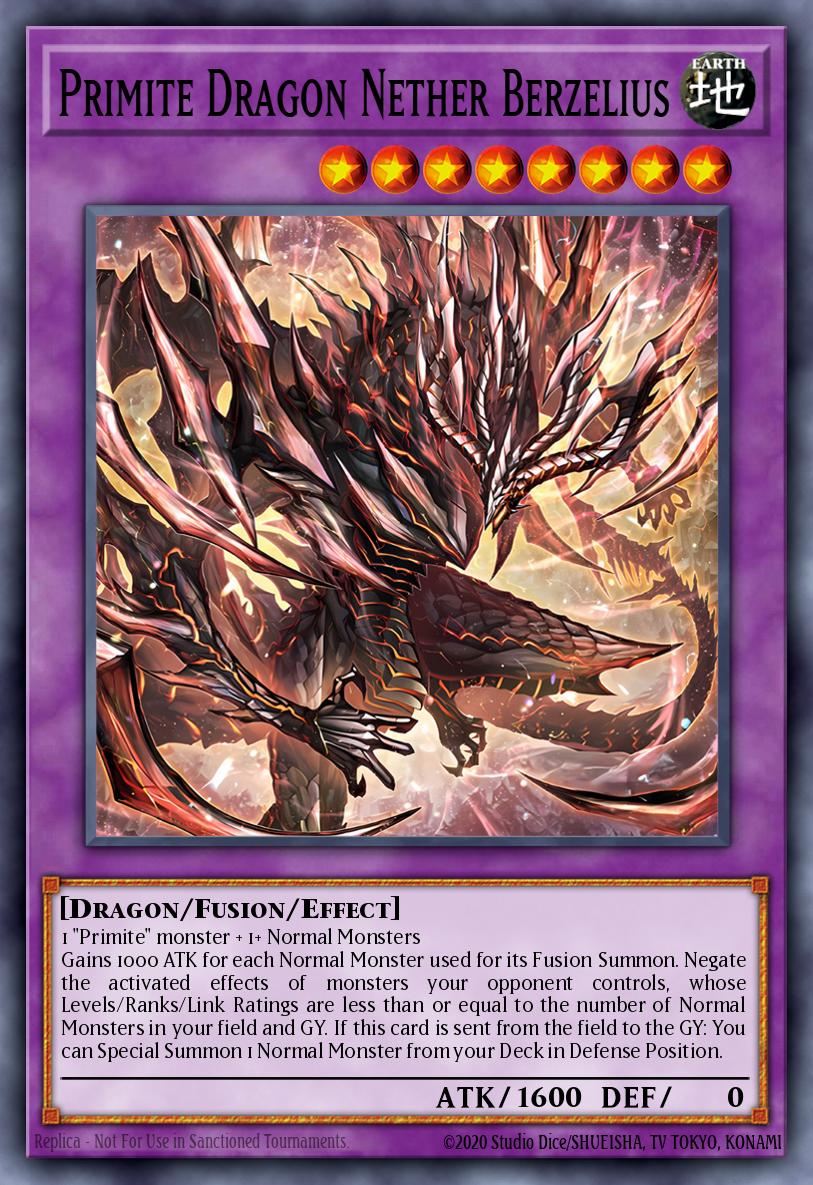 Primite Dragon Nether Berzelius
EARTH
地
[Dragon/Fusion/Effect]
1 "Primite" monster + 1+ Normal Monsters
Gains 1000 ATK for each Normal Monster used for its Fusion Summon. Negate
the activated effects of monsters your opponent controls, whose
Levels/Ranks/Link Ratings are less than or equal to the number of Normal
Monsters in your field and GY. If this card is sent from the field to the GY: You
can Special Summon 1 Normal Monster from your Deck in Defense Position.
ATK/1600 DEF/ 0
Replica - Not For Use in Sanctioned Tournaments.
©2020 Studio Dice/SHUEISHA, TV TOKYO, KONAMI